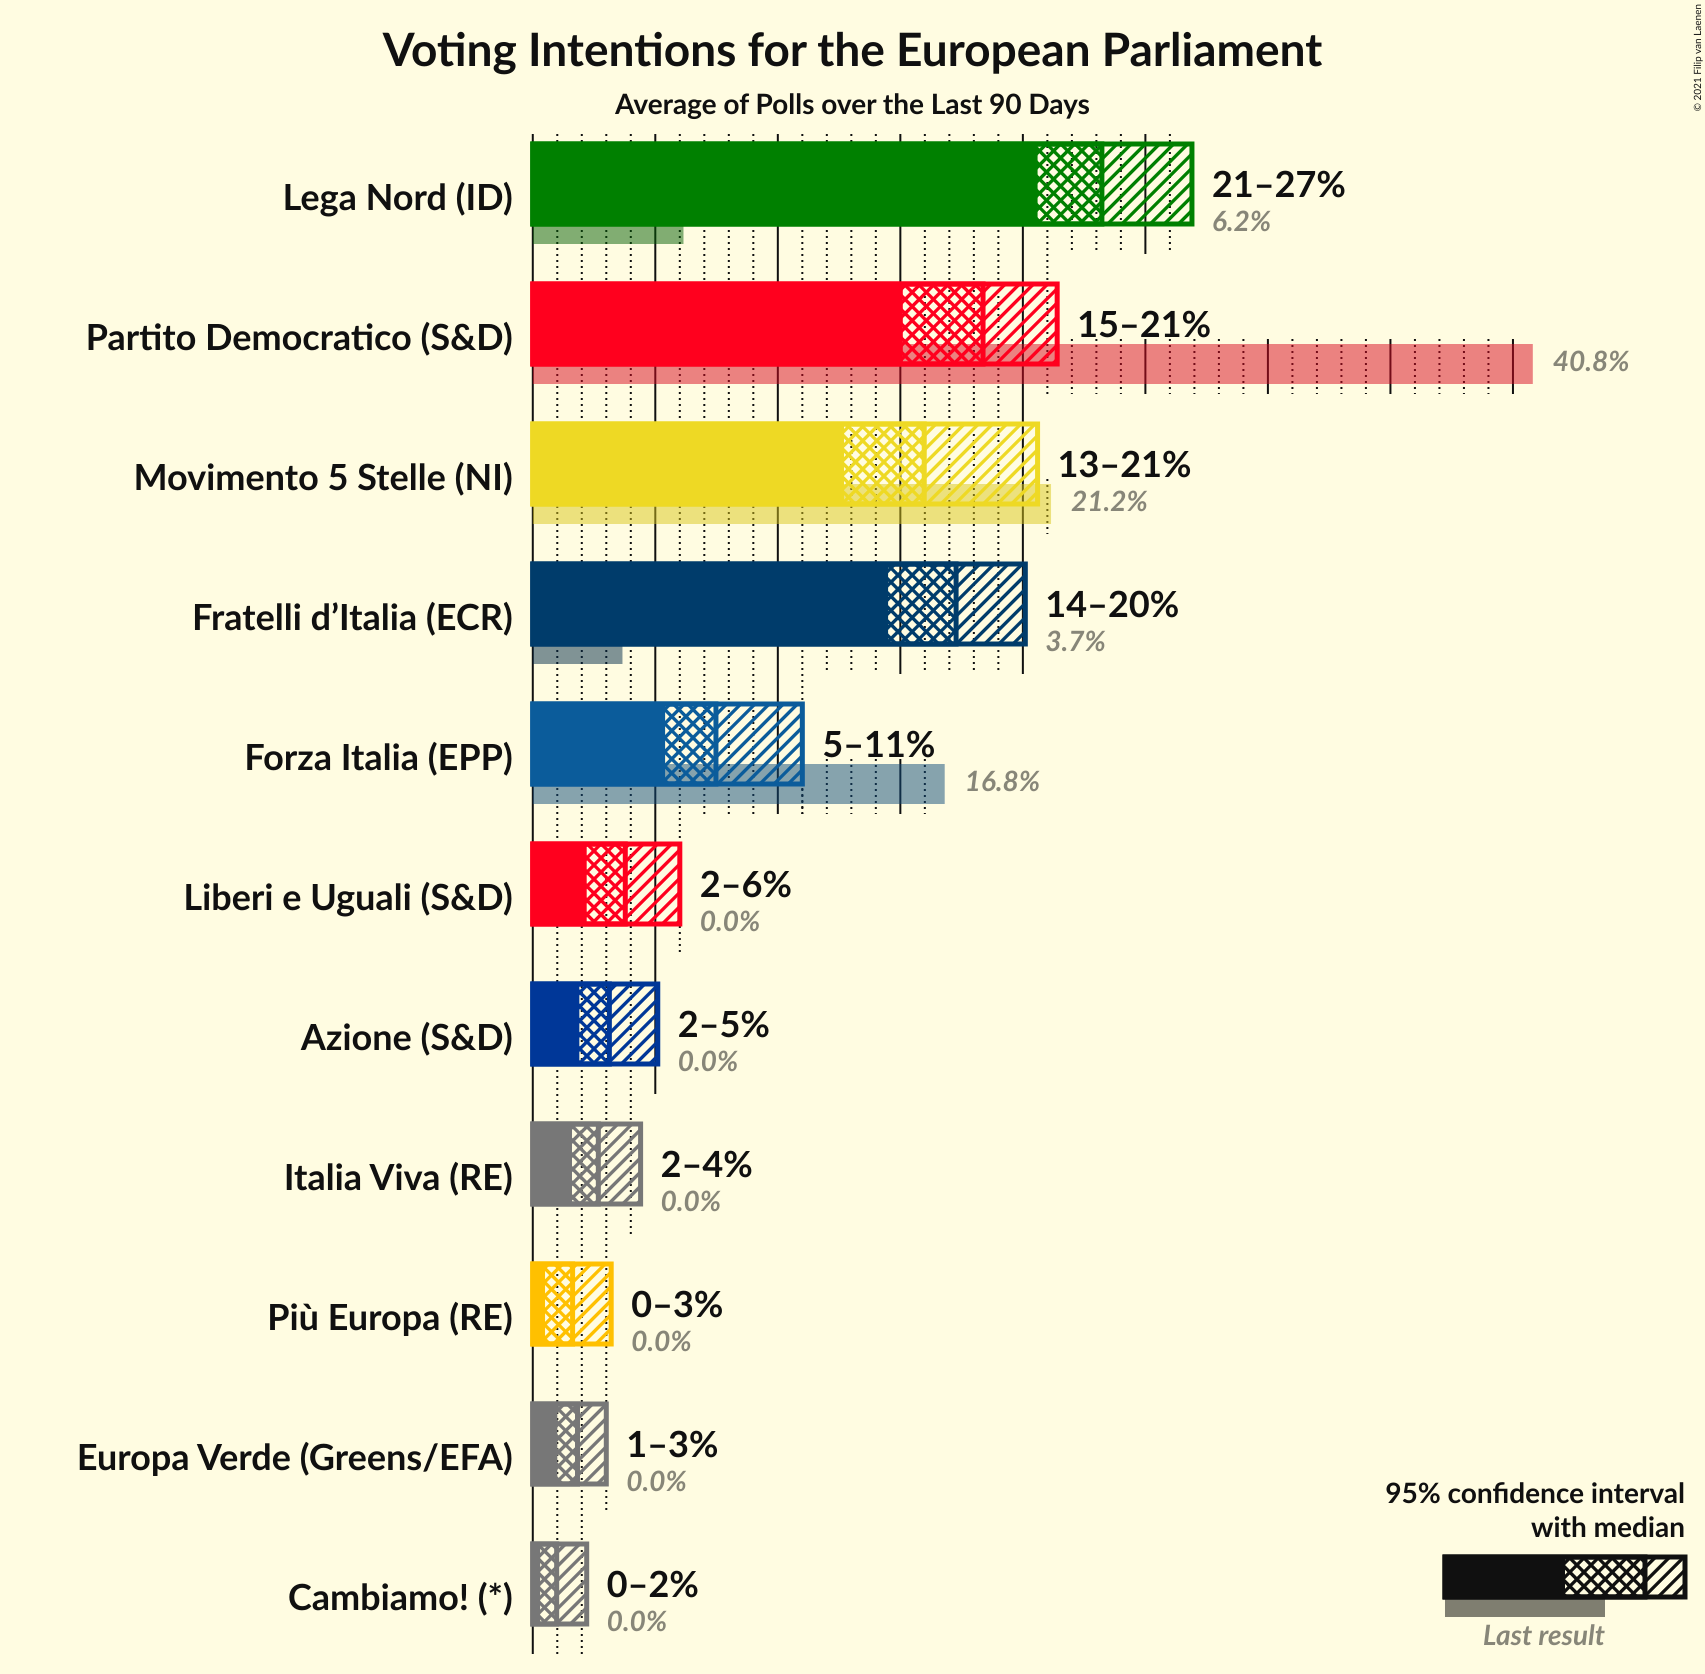 Voting Intentions for the European Parliament
Average of Polls over the Last 90 Days
© 2021 Filip van Laenen
Lega Nord (ID)
21–27%
6.2%
Partito Democratico (S&D)
15–21%
40.8%
Movimento 5 Stelle (NI)
13–21%
21.2%
Fratelli d’Italia (ECR)
14–20%
3.7%
Forza Italia (EPP)
5–11%
16.8%
Liberi e Uguali (S&D)
2–6%
0.0%
Azione (S&D)
2–5%
0.0%
Italia Viva (RE)
2–4%
0.0%
Più Europa (RE)
0–3%
0.0%
Europa Verde (Greens/EFA)
1–3%
0.0%
Cambiamo! (*)
0–2%
0.0%
95% confidence interval
with median
Last result